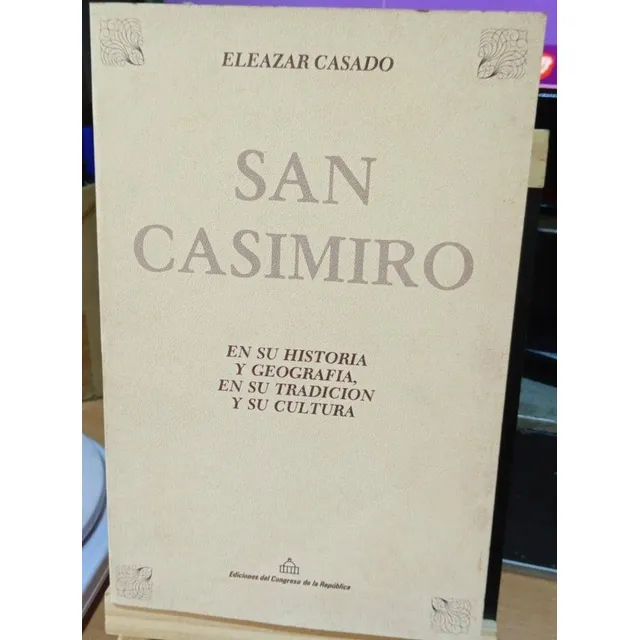 ELEAZAR CASADO
SAN
CASIMIRO
EN SU HISTORIA
Y GEOGRAFIA,
EN SU TRADICION
Y SU CULTURA
Ediciones del Congreso de la República